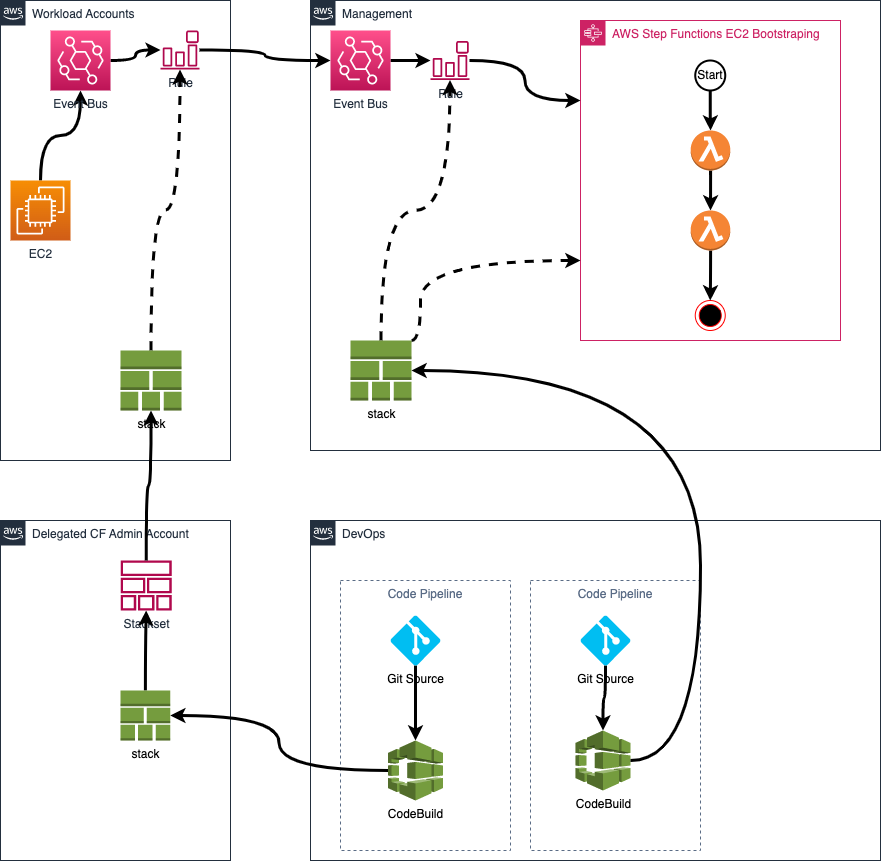 aws
Workload Accounts
Event Bus
Rule
EC2
stack
aws
Management
Event Bus
Rule
AWS Step Functions EC2 Bootstraping
Start
stack
aws
Delegated CF Admin Account
Stackset
stack
aws
DevOps
Code Pipeline
Git Source
CodeBuild
Code Pipeline
Git Source
CodeBuild